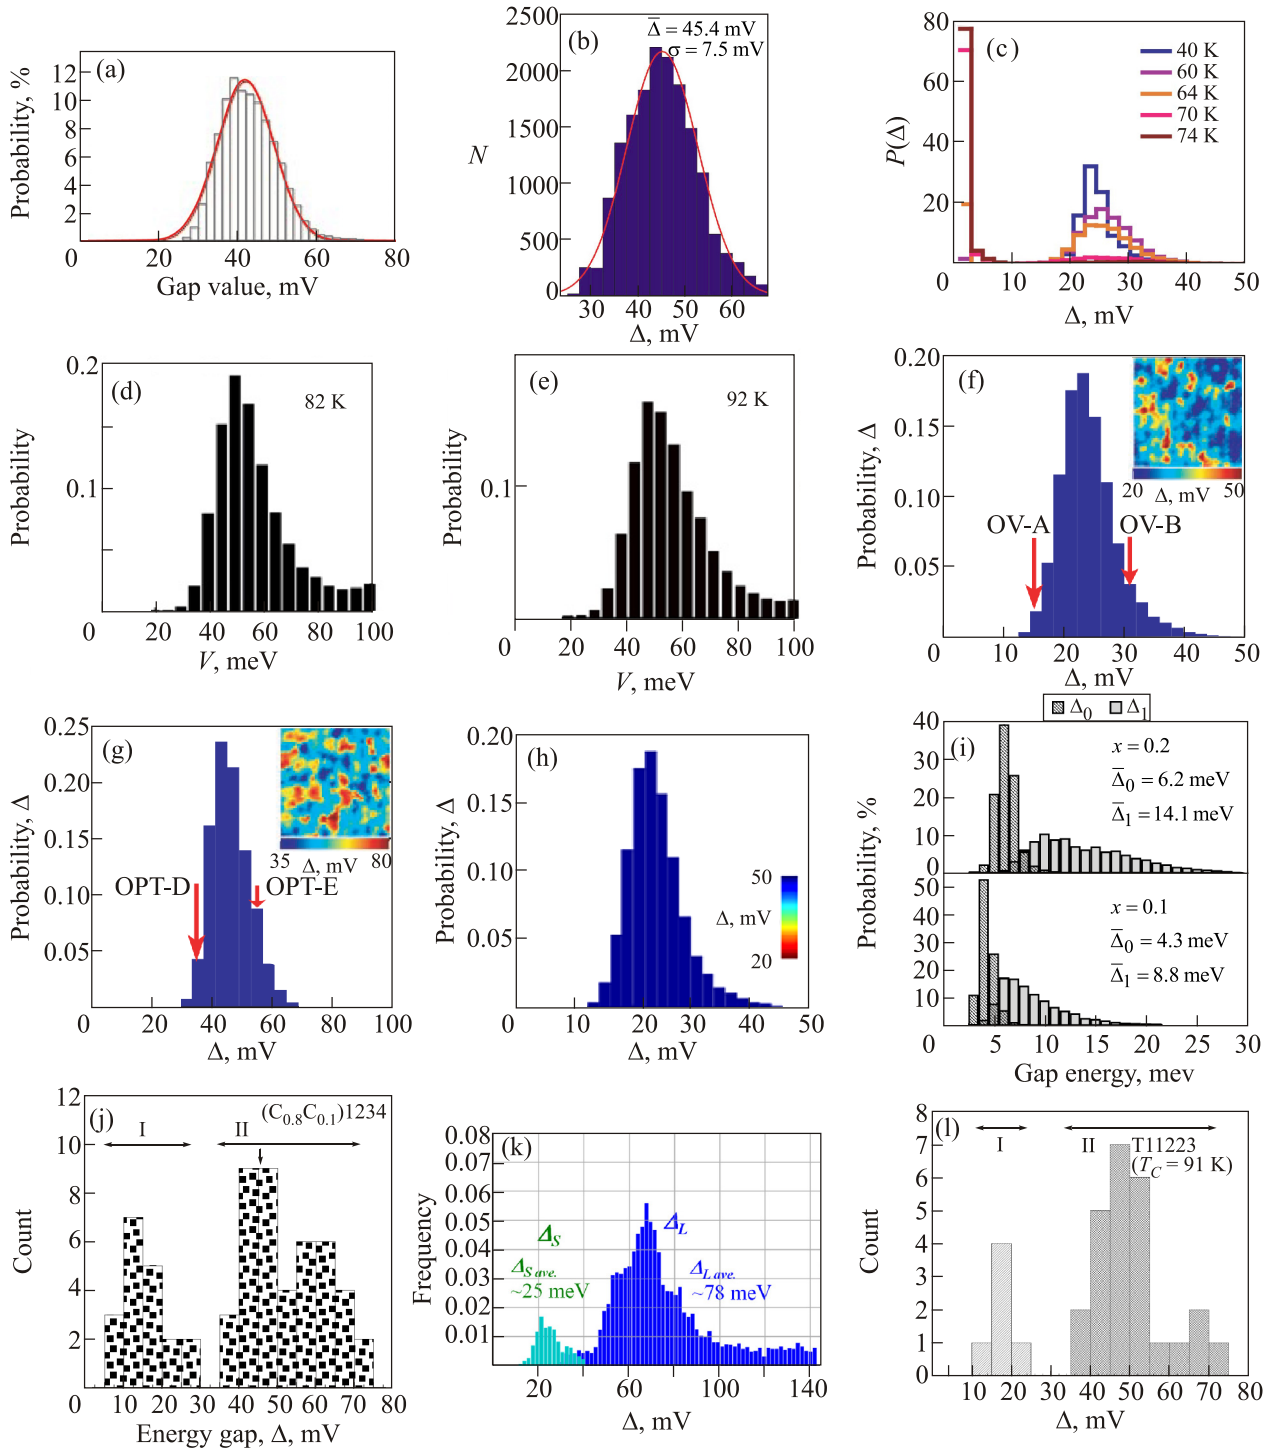 (a)
Probability, %
12
10
8
6
4
2
0
20
40
60
80
Gap value, mV
(b)
Δ̅ = 45.4 mV
σ = 7.5 mV
N
2500
2000
1500
1000
500
0
30
40
50
60
Δ, mV
(c)
P(Δ)
80
60
40
20
0
10
20
30
40
50
40 K
60 K
64 K
70 K
74 K
Δ, mV
(d)
82 K
Probability
0.2
0.1
0
20
40
60
80
100
V, meV
(e)
92 K
Probability
0.1
0
20
40
60
80
100
V, meV
(f)
Probability, Δ
0.20
0.15
0.10
0.05
0
10
20
30
40
50
OV-A
OV-B
20
Δ, mV
50
Δ, mV
(g)
Probability, Δ
0.25
0.20
0.15
0.10
0.05
0
20
40
60
80
100
OPT-D
OPT-E
35
Δ, mV
80
Δ, mV
(h)
Probability, Δ
0.20
0.15
0.10
0.05
0
10
20
30
40
50
50
Δ, mV
20
Δ, mV
Δ₀
Δ₁
(i)
x = 0.2
Δ̅₀ = 6.2 meV
Δ̅₁ = 14.1 meV
40
30
20
10
0
x = 0.1
Δ̅₀ = 4.3 meV
Δ̅₁ = 8.8 meV
50
40
30
20
10
0
5
10
15
20
25
30
Probability, %
Gap energy, mev
(j)
(C₀.₈C₀.₁)1234
I
II
Count
12
10
8
6
4
2
0
10
20
30
40
50
60
70
80
Energy gap, Δ, mV
(k)
Frequency
0.08
0.07
0.06
0.05
0.04
0.03
0.02
0.01
20
60
100
140
Δ_S
Δ_S ave.
~25 meV
Δ_L
Δ_L ave.
~78 meV
Δ, mV
(l)
I
II
T11223
(T_C = 91 K)
Count
8
7
6
5
4
3
2
1
0
10
20
30
40
50
60
70
80
Δ, mV